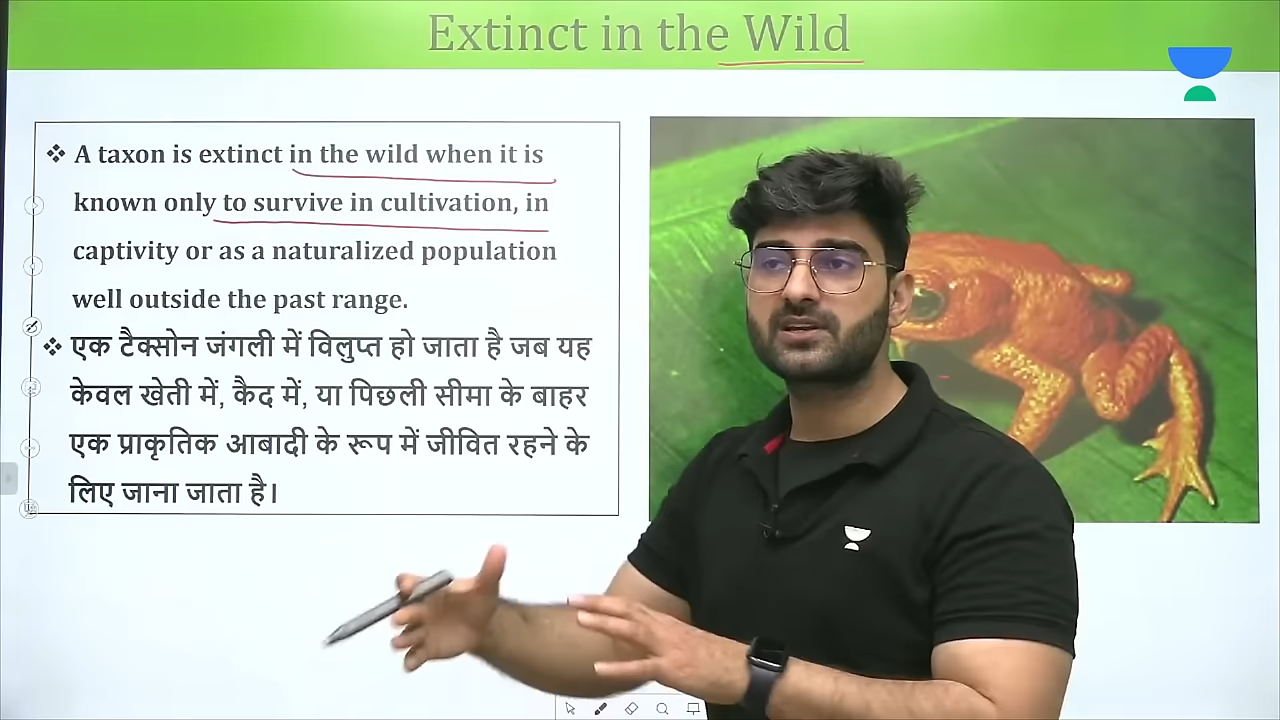 Extinct in the Wild
❖ A taxon is extinct in the wild when it is
known only to survive in cultivation, in
captivity or as a naturalized population
well outside the past range.
❖ एक टैक्सोन जंगली में विलुप्त हो जाता है जब यह
केवल खेती में, कैद में, या पिछली सीमा के बाहर
एक प्राकृतिक आबादी के रूप में जीवित रहने के
लिए जाना जाता है।